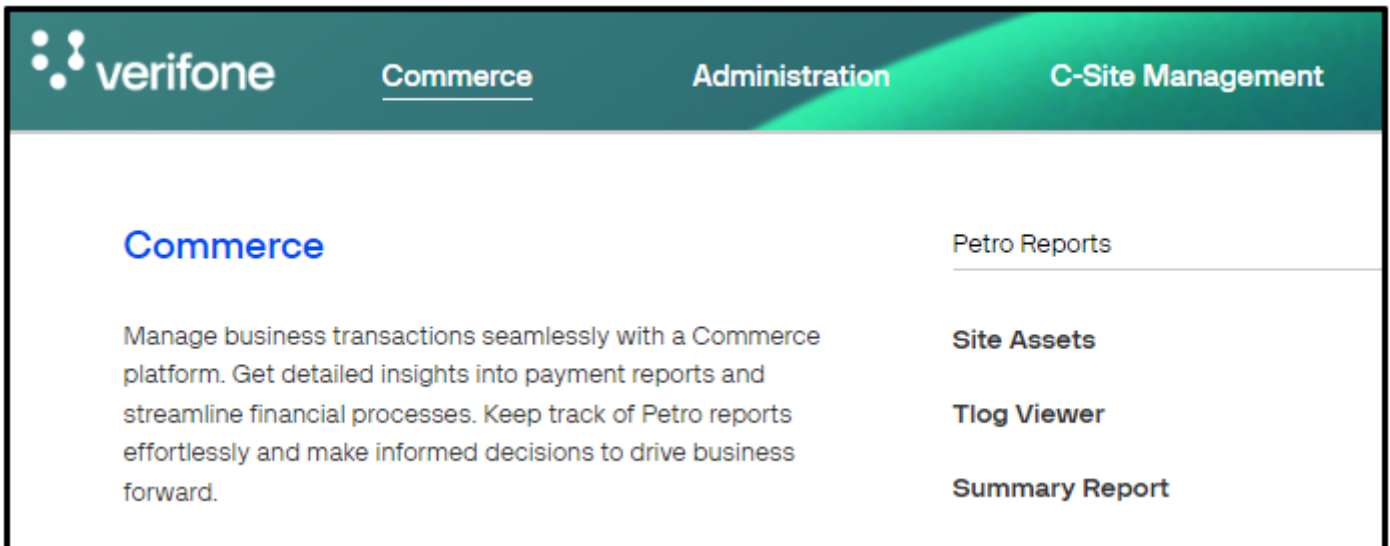 verifone
Commerce
Administration
C-Site Management
Commerce
Manage business transactions seamlessly with a Commerce
platform. Get detailed insights into payment reports and
streamline financial processes. Keep track of Petro reports
effortlessly and make informed decisions to drive business
forward.
Petro Reports
Site Assets
Tlog Viewer
Summary Report